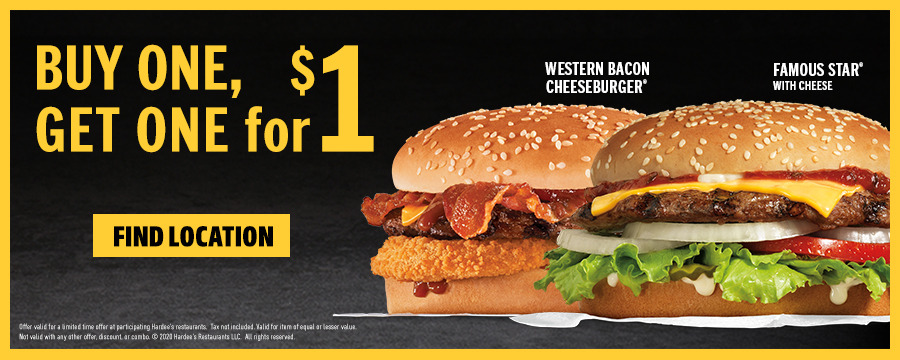 BUY ONE,
GET ONE for $1
WESTERN BACON
CHEESEBURGER®
FAMOUS STAR®
WITH CHEESE
FIND LOCATION
Offer valid for a limited time offer at participating Hardee's restaurants. Tax not included. Valid for item of equal or lesser value.
Not valid with any other offer, discount, or combo. © 2020 Hardee's Restaurants LLC. All rights reserved.